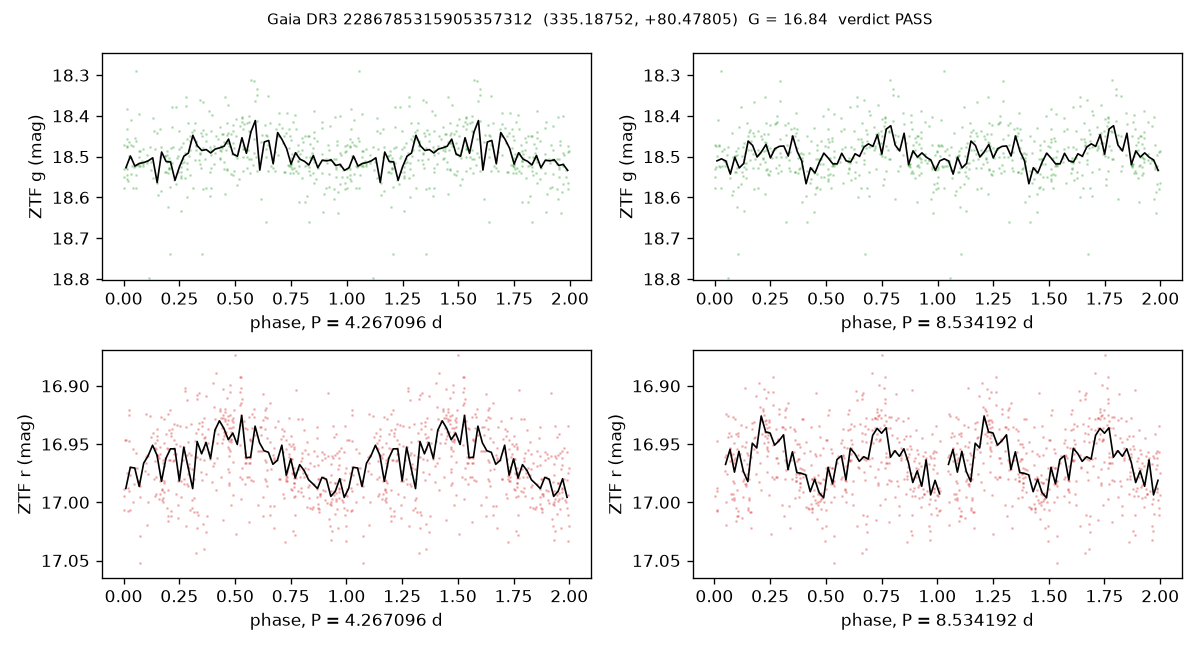 Gaia DR3 2286785315905357312 (335.18752, +80.47805) G = 16.84 verdict PASS
ZTF g (mag)
18.3
18.4
18.5
18.6
18.7
18.8
0.00 0.25 0.50 0.75 1.00 1.25 1.50 1.75 2.00
phase, P = 4.267096 d
ZTF g (mag)
18.3
18.4
18.5
18.6
18.7
18.8
0.00 0.25 0.50 0.75 1.00 1.25 1.50 1.75 2.00
phase, P = 8.534192 d
ZTF r (mag)
16.90
16.95
17.00
17.05
0.00 0.25 0.50 0.75 1.00 1.25 1.50 1.75 2.00
phase, P = 4.267096 d
ZTF r (mag)
16.90
16.95
17.00
17.05
0.00 0.25 0.50 0.75 1.00 1.25 1.50 1.75 2.00
phase, P = 8.534192 d